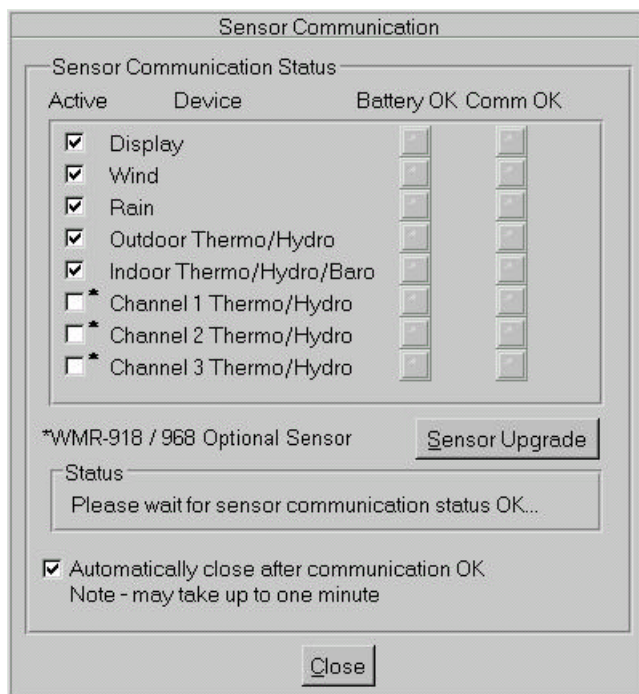 Sensor Communication
Sensor Communication Status
Active Device Battery OK Comm OK
Display
Wind
Rain
Outdoor Thermo/Hydro
Indoor Thermo/Hydro/Baro
* Channel 1 Thermo/Hydro
* Channel 2 Thermo/Hydro
* Channel 3 Thermo/Hydro
*WMR-918 / 968 Optional Sensor Sensor Upgrade
Status
Please wait for sensor communication status OK...
Automatically close after communication OK
Note - may take up to one minute
Close